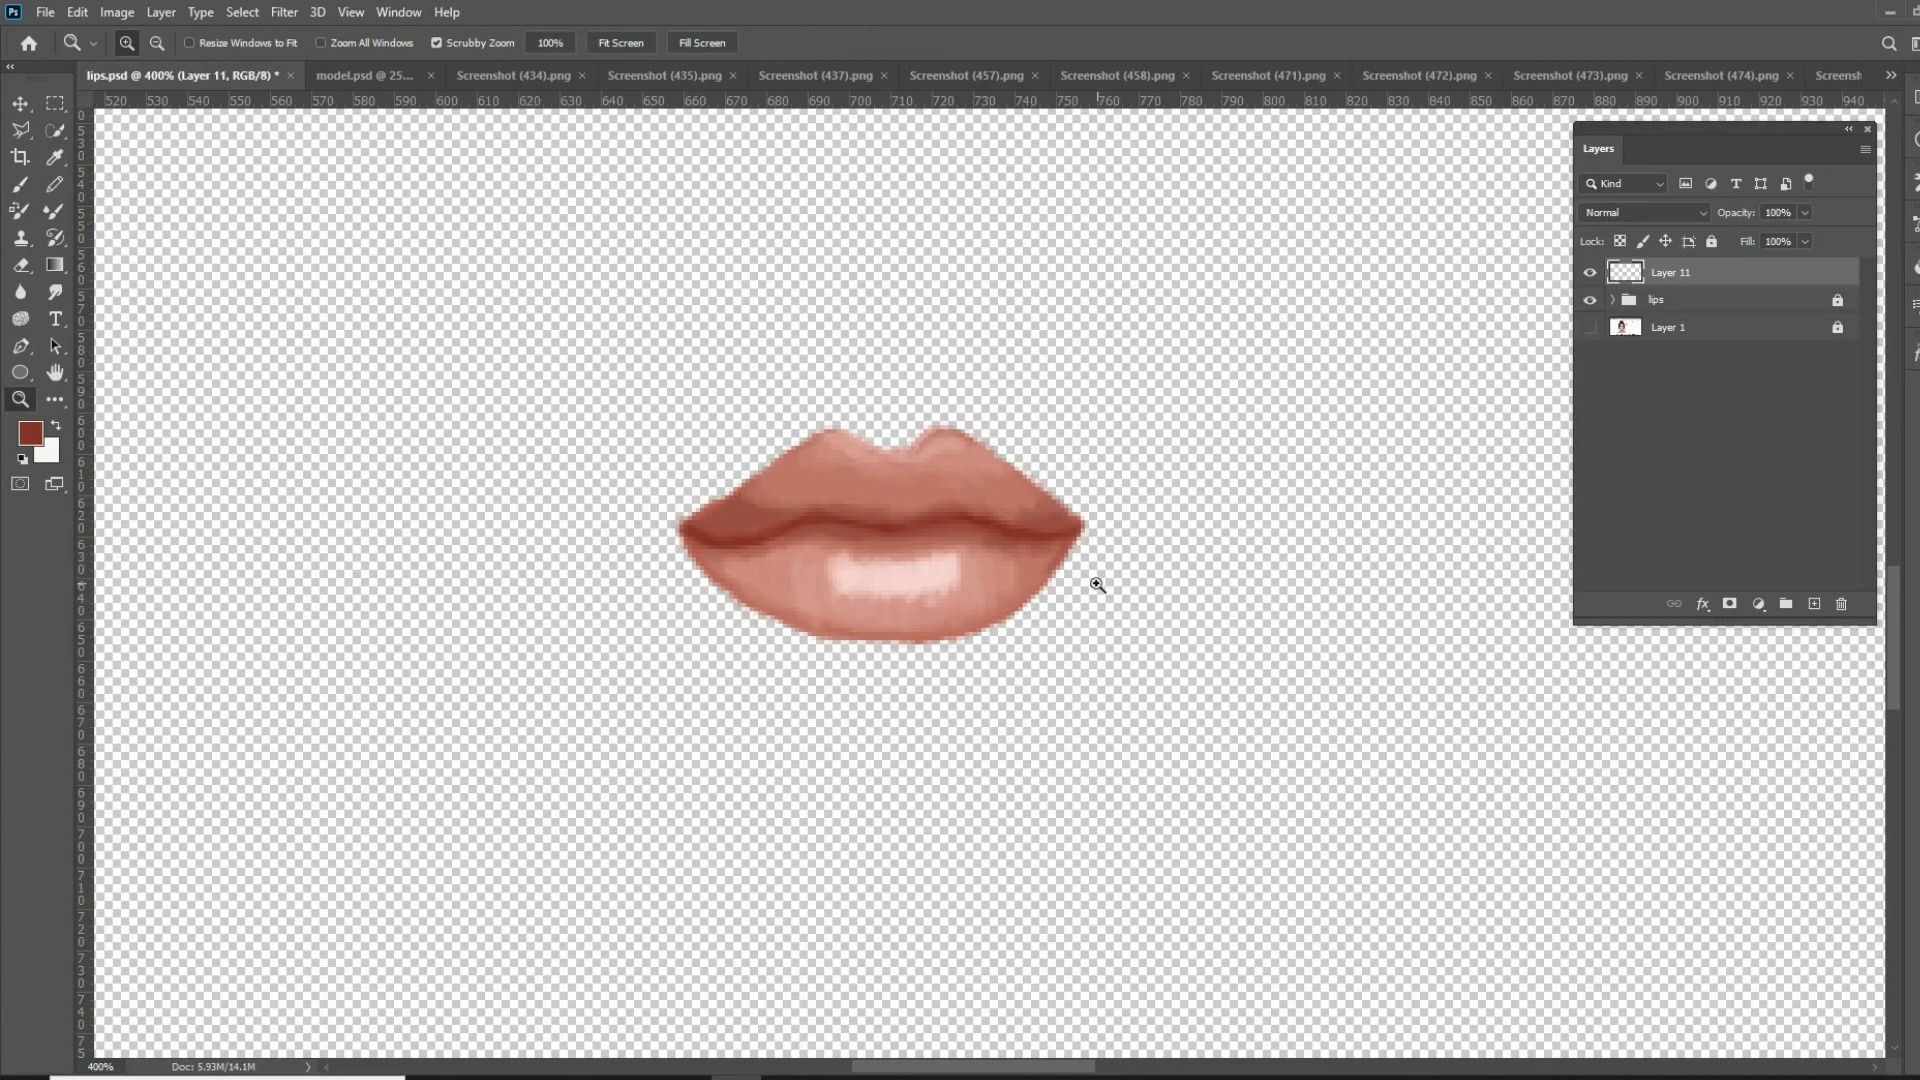 Ps File Edit Image Layer Type Select Filter 3D View Window Help
Resize Windows to Fit Zoom All Windows Scrubby Zoom 100% Fit Screen Fill Screen
lips.psd @ 400% (Layer 11, RGB/8) * × model.psd @ 25... × Screenshot (434).png × Screenshot (435).png × Screenshot (437).png × Screenshot (457).png × Screenshot (458).png × Screenshot (471).png × Screenshot (472).png × Screenshot (473).png × Screenshot (474).png × Screensh
520 530 540 550 560 570 580 590 600 610 620 630 640 650 660 670 680 690 700 710 720 730 740 750 760 770 780 790 800 810 820 830 840 850 860 870 880 890 900 910 920 930 940
Layers
Kind
Normal Opacity: 100%
Lock: Fill: 100%
Layer 11
lips
Layer 1
fx
400% Doc: 5.93M/14.1M